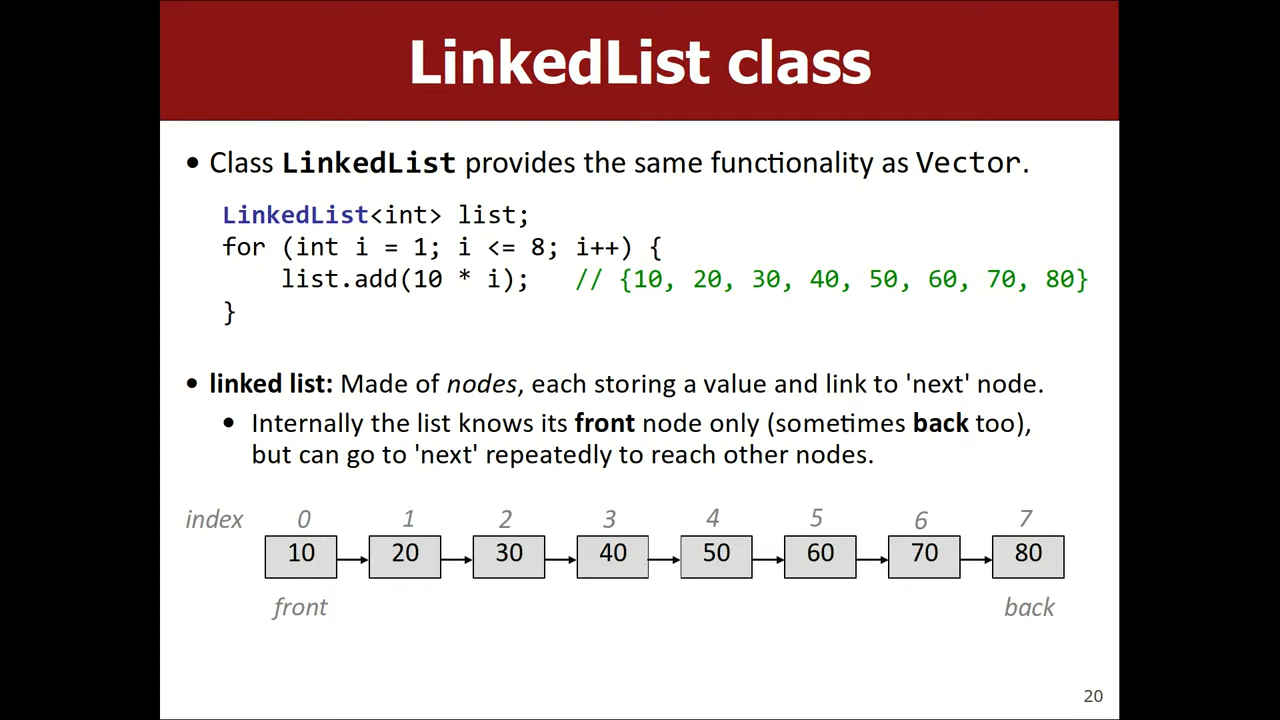 LinkedList class
• Class LinkedList provides the same functionality as Vector.
LinkedList<int> list;
for (int i = 1; i <= 8; i++) {
    list.add(10 * i);   // {10, 20, 30, 40, 50, 60, 70, 80}
}
• linked list: Made of nodes, each storing a value and link to 'next' node.
• Internally the list knows its front node only (sometimes back too),
but can go to 'next' repeatedly to reach other nodes.
index 0 1 2 3 4 5 6 7
10 20 30 40 50 60 70 80
front back
20